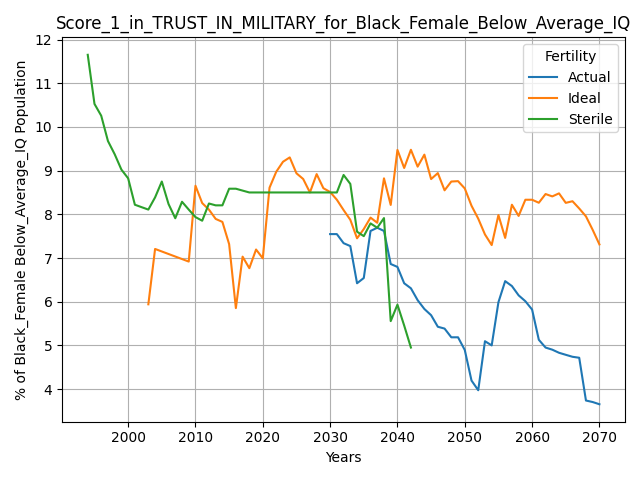 Score_1_in_TRUST_IN_MILITARY_for_Black_Female_Below_Average_IQ
% of Black_Female Below_Average_IQ Population
12
11
10
9
8
7
6
5
4
Fertility
Actual
Ideal
Sterile
2000 2010 2020 2030 2040 2050 2060 2070
Years